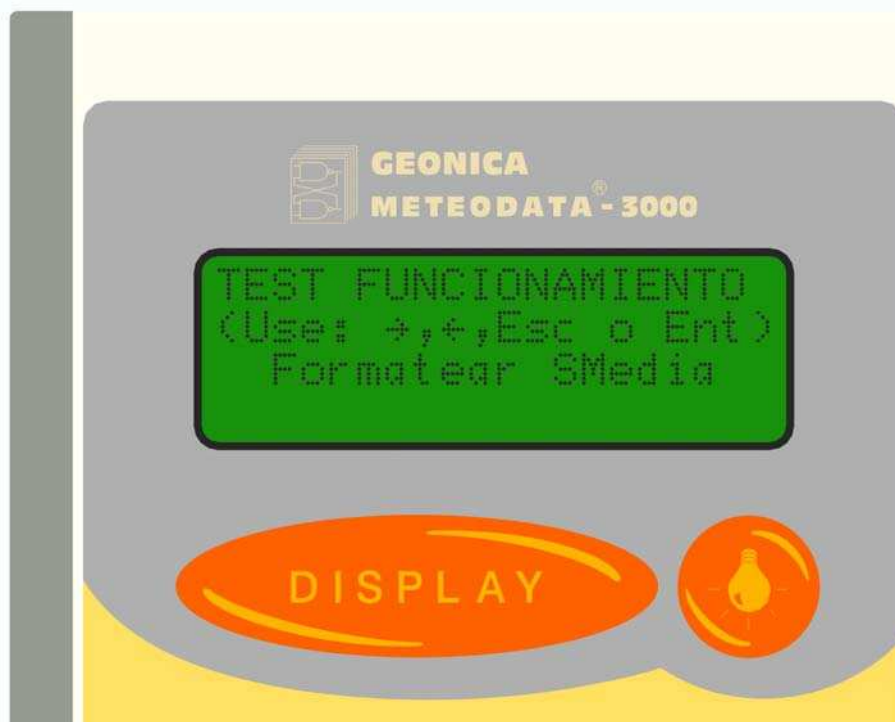 GEONICA
METEODATA® - 3000
TEST FUNCIONAMIENTO
(Use: →,←,Esc o Ent)
Formatear SMedia
DISPLAY